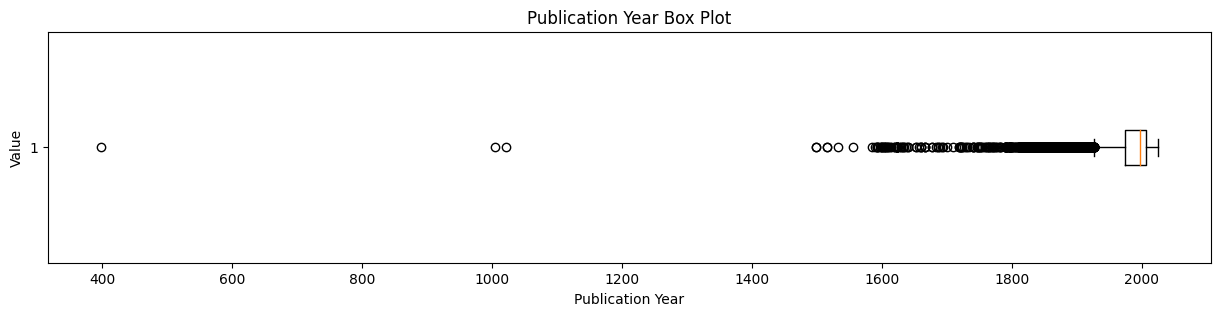 Publication Year Box Plot
Value
1
400 600 800 1000 1200 1400 1600 1800 2000
Publication Year